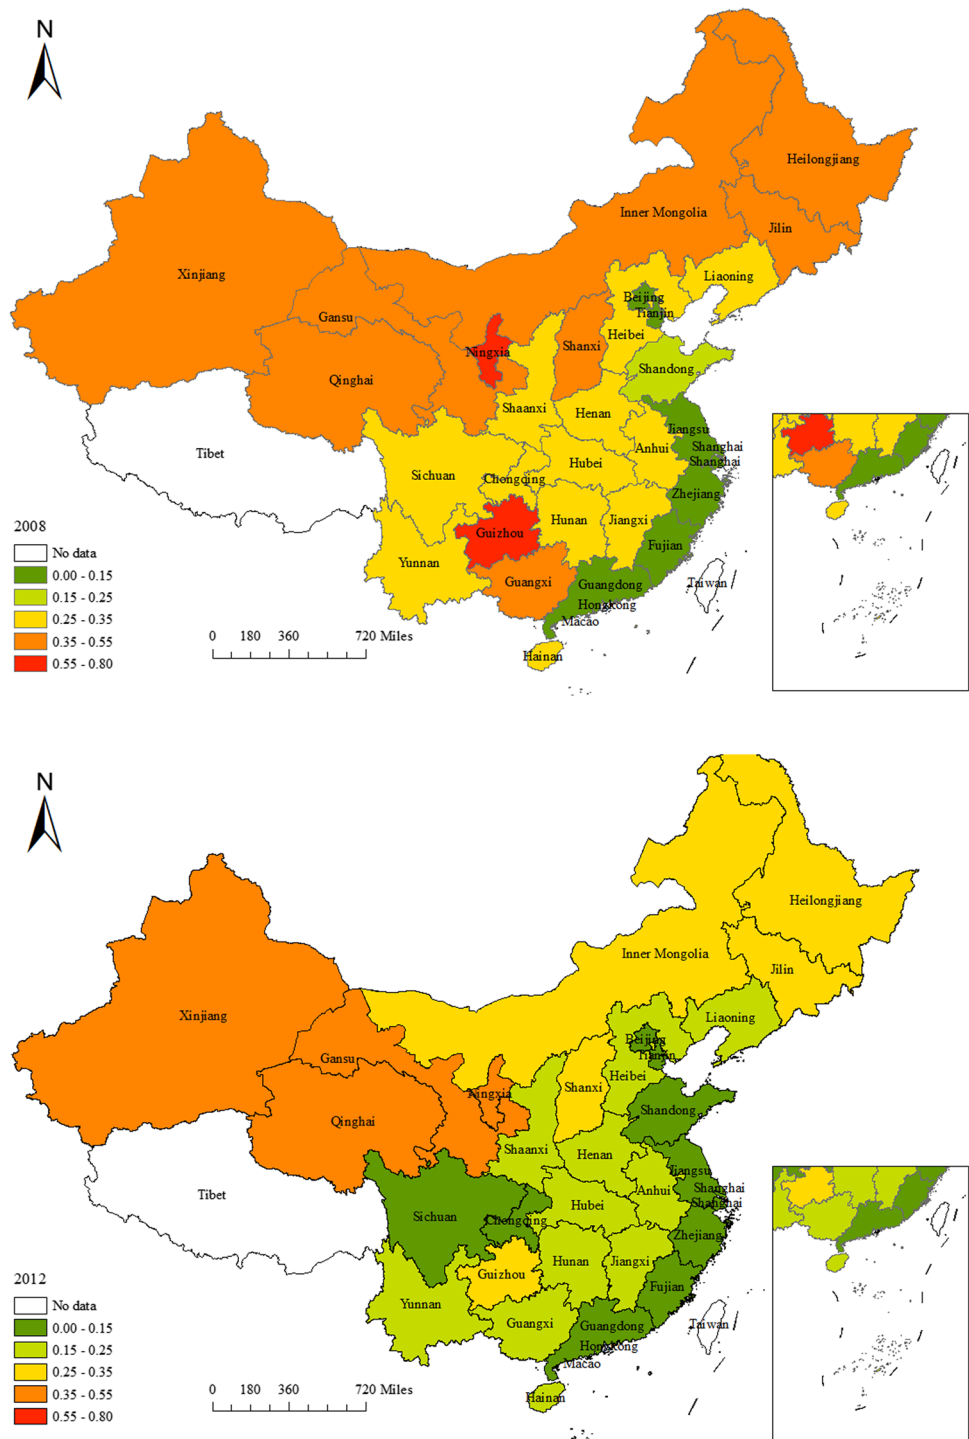 N
Heilongjiang
Inner Mongolia
Jilin
Xinjiang
Liaoning
Beijing
Tianjin
Gansu
Heibei
Shanxi
Ningxia
Shandong
Qinghai
Shaanxi
Henan
Jiangsu
Anhui
Shanghai
Shanghai
Tibet
Hubei
Sichuan
Chongqing
Zhejiang
Hunan
Jiangxi
Guizhou
Fujian
Yunnan
Guangxi
Guangdong
Taiwan
Hongkong
Macao
Hainan
2008
No data
0.00 - 0.15
0.15 - 0.25
0.25 - 0.35
0.35 - 0.55
0.55 - 0.80
0 180 360 720 Miles
N
Heilongjiang
Inner Mongolia
Jilin
Xinjiang
Liaoning
Beijing
Tianjin
Gansu
Heibei
Shanxi
Ningxia
Shandong
Qinghai
Shaanxi
Henan
Jiangsu
Anhui
Shanghai
Shanghai
Tibet
Hubei
Sichuan
Chongqing
Zhejiang
Hunan
Jiangxi
Guizhou
Fujian
Yunnan
Guangxi
Guangdong
Taiwan
Hongkong
Macao
Hainan
2012
No data
0.00 - 0.15
0.15 - 0.25
0.25 - 0.35
0.35 - 0.55
0.55 - 0.80
0 180 360 720 Miles